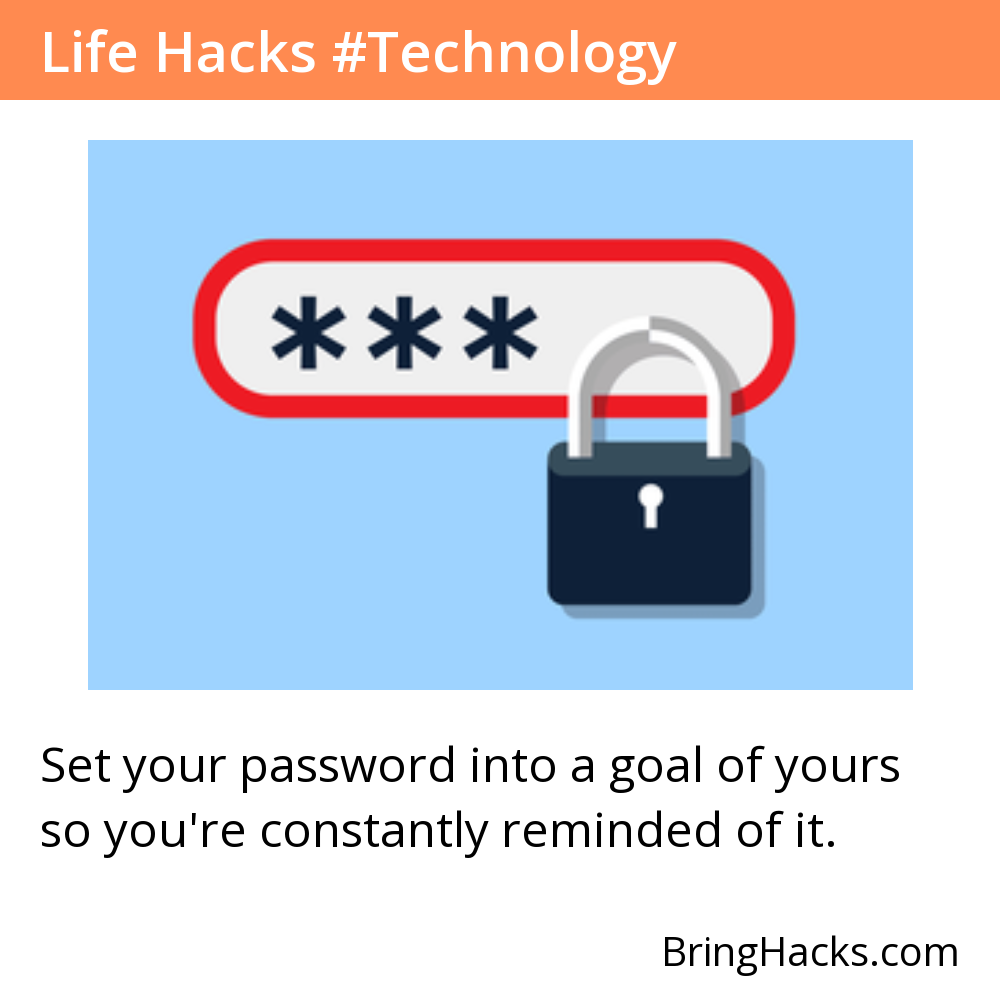 Life Hacks #Technology
***
Set your password into a goal of yours
so you're constantly reminded of it.
BringHacks.com